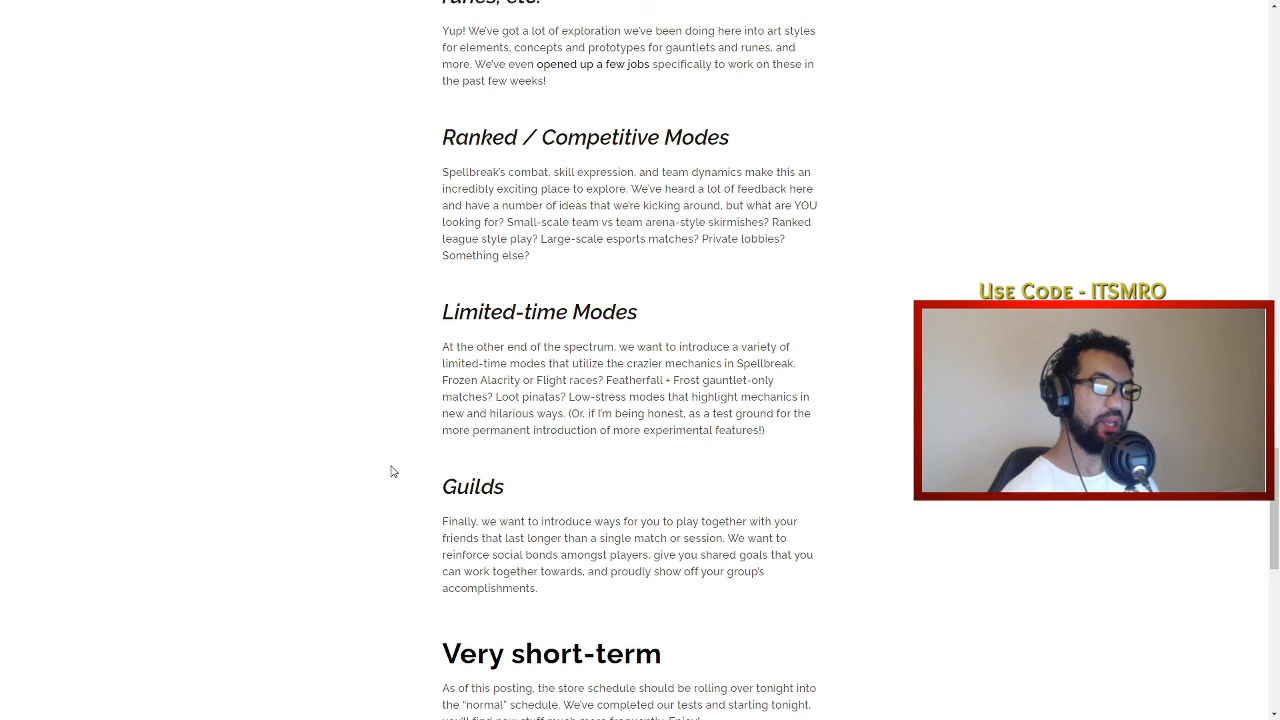 runes, etc.
Yup! We've got a lot of exploration we've been doing here into art styles
for elements, concepts and prototypes for gauntlets and runes, and
more. We've even opened up a few jobs specifically to work on these in
the past few weeks!
Ranked / Competitive Modes
Spellbreak's combat, skill expression, and team dynamics make this an
incredibly exciting place to explore. We've heard a lot of feedback here
and have a number of ideas that we're kicking around, but what are YOU
looking for? Small-scale team vs team arena-style skirmishes? Ranked
league style play? Large-scale esports matches? Private lobbies?
Something else?
Use Code - ITSMRO
Limited-time Modes
At the other end of the spectrum, we want to introduce a variety of
limited-time modes that utilize the crazier mechanics in Spellbreak.
Frozen Alacrity or Flight races? Featherfall + Frost gauntlet-only
matches? Loot pinatas? Low-stress modes that highlight mechanics in
new and hilarious ways. (Or, if I'm being honest, as a test ground for the
more permanent introduction of more experimental features!)
Guilds
Finally, we want to introduce ways for you to play together with your
friends that last longer than a single match or session. We want to
reinforce social bonds amongst players, give you shared goals that you
can work together towards, and proudly show off your group's
accomplishments.
Very short-term
As of this posting, the store schedule should be rolling over tonight into
the "normal" schedule. We've completed our tests and starting tonight,
you'll find new stuff much more frequently. Enjoy!